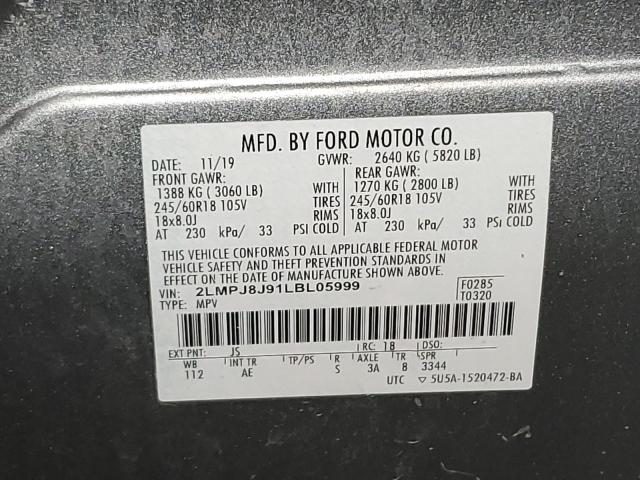 MFD. BY FORD MOTOR CO.
DATE: 11/19 GVWR: 2640 KG ( 5820 LB)
FRONT GAWR: REAR GAWR:
1388 KG ( 3060 LB) WITH 1270 KG ( 2800 LB) WITH
245/60R18 105V TIRES 245/60R18 105V TIRES
18x8.0J RIMS 18x8.0J RIMS
AT 230 kPa/ 33 PSI COLD AT 230 kPa/ 33 PSI COLD
THIS VEHICLE CONFORMS TO ALL APPLICABLE FEDERAL MOTOR
VEHICLE SAFETY AND THEFT PREVENTION STANDARDS IN
EFFECT ON THE DATE OF MANUFACTURE SHOWN ABOVE.
VIN: 2LMPJ8J91LBL05999 F0285
TYPE: MPV T0320
EXT PNT: JS RC: 18 DSO:
WB INT TR TP/PS R AXLE TR SPR
112 AE S 3A 8 3344
UTC ▽ 5U5A-1520472-BA